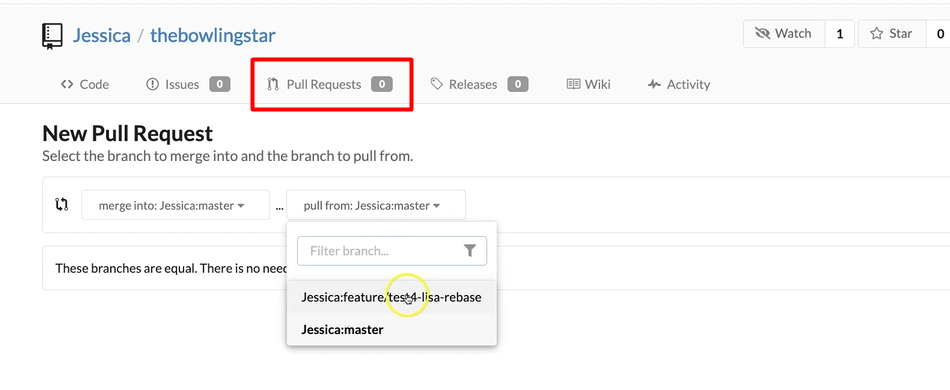 Jessica / thebowlingstar
Watch 1 Star 0
Code Issues 0 Pull Requests 0 Releases 0 Wiki Activity
New Pull Request
Select the branch to merge into and the branch to pull from.
merge into: Jessica:master ... pull from: Jessica:master
Filter branch...
These branches are equal. There is no need
Jessica:feature/test4-lisa-rebase
Jessica:master